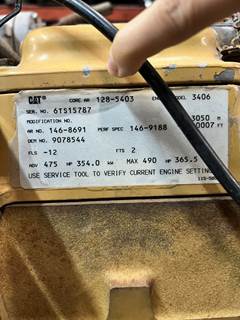 CAT CORE AR 128-5403 MODEL 3406
SER. NO. 6TS15787
MODIFICATION NO. 3050 M
AR NO. 146-8691 PERF SPEC 146-9188
OEM NO. 9078544
FLS -12 FTS 2
ADV 475 HP 354.0 kW MAX 490 HP 365.5
USE SERVICE TOOL TO VERIFY CURRENT ENGINE SETTING